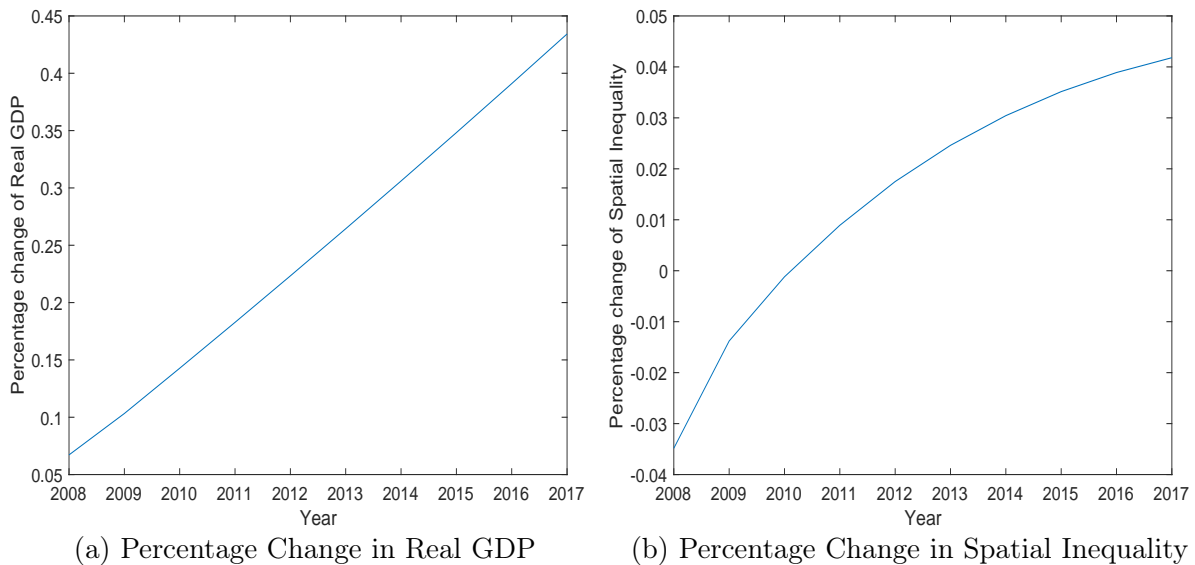 0.45
0.4
0.35
0.3
0.25
0.2
0.15
0.1
0.05
Percentage change of Real GDP
2008 2009 2010 2011 2012 2013 2014 2015 2016 2017
Year
(a) Percentage Change in Real GDP
0.05
0.04
0.03
0.02
0.01
0
-0.01
-0.02
-0.03
-0.04
Percentage change of Spatial Inequality
2008 2009 2010 2011 2012 2013 2014 2015 2016 2017
Year
(b) Percentage Change in Spatial Inequality